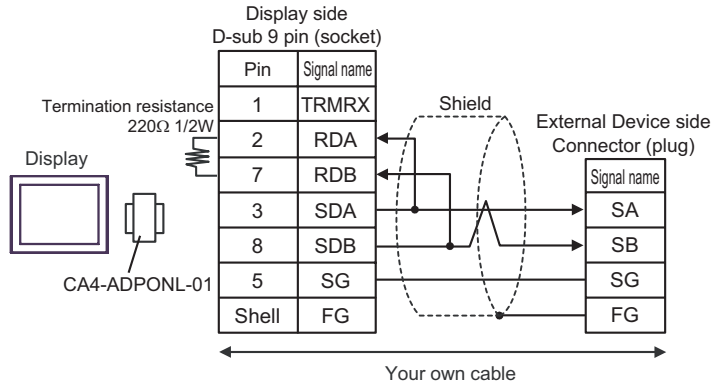 Display side
D-sub 9 pin (socket)
Pin Signal name
1 TRMRX
2 RDA
7 RDB
3 SDA
8 SDB
5 SG
Shell FG
Termination resistance
220Ω 1/2W
Display
CA4-ADPONL-01
Shield
External Device side
Connector (plug)
Signal name
SA
SB
SG
FG
Your own cable